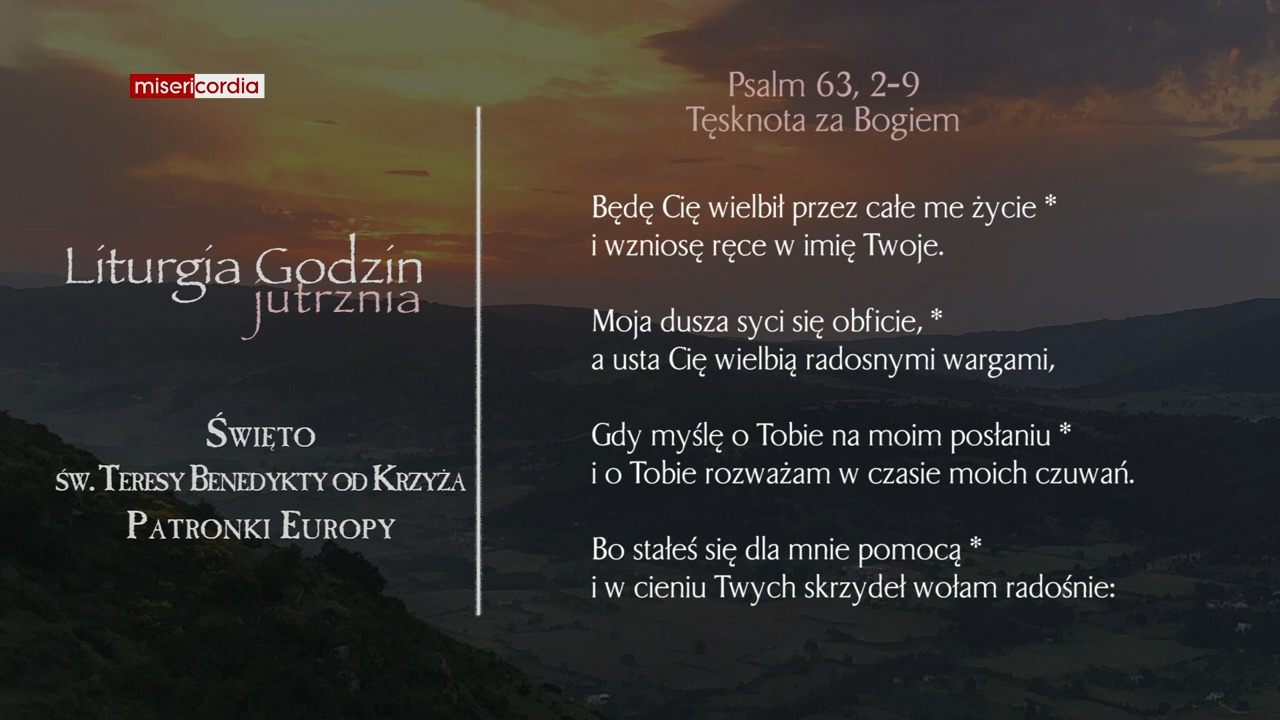 misericordia
Liturgia Godzin
jutrznia
Święto
św. Teresy Benedykty od Krzyża
Patronki Europy
Psalm 63, 2-9
Tęsknota za Bogiem
Będę Cię wielbił przez całe me życie *
i wzniosę ręce w imię Twoje.
Moja dusza syci się obficie, *
a usta Cię wielbią radosnymi wargami,
Gdy myślę o Tobie na moim posłaniu *
i o Tobie rozważam w czasie moich czuwań.
Bo stałeś się dla mnie pomocą *
i w cieniu Twych skrzydeł wołam radośnie: